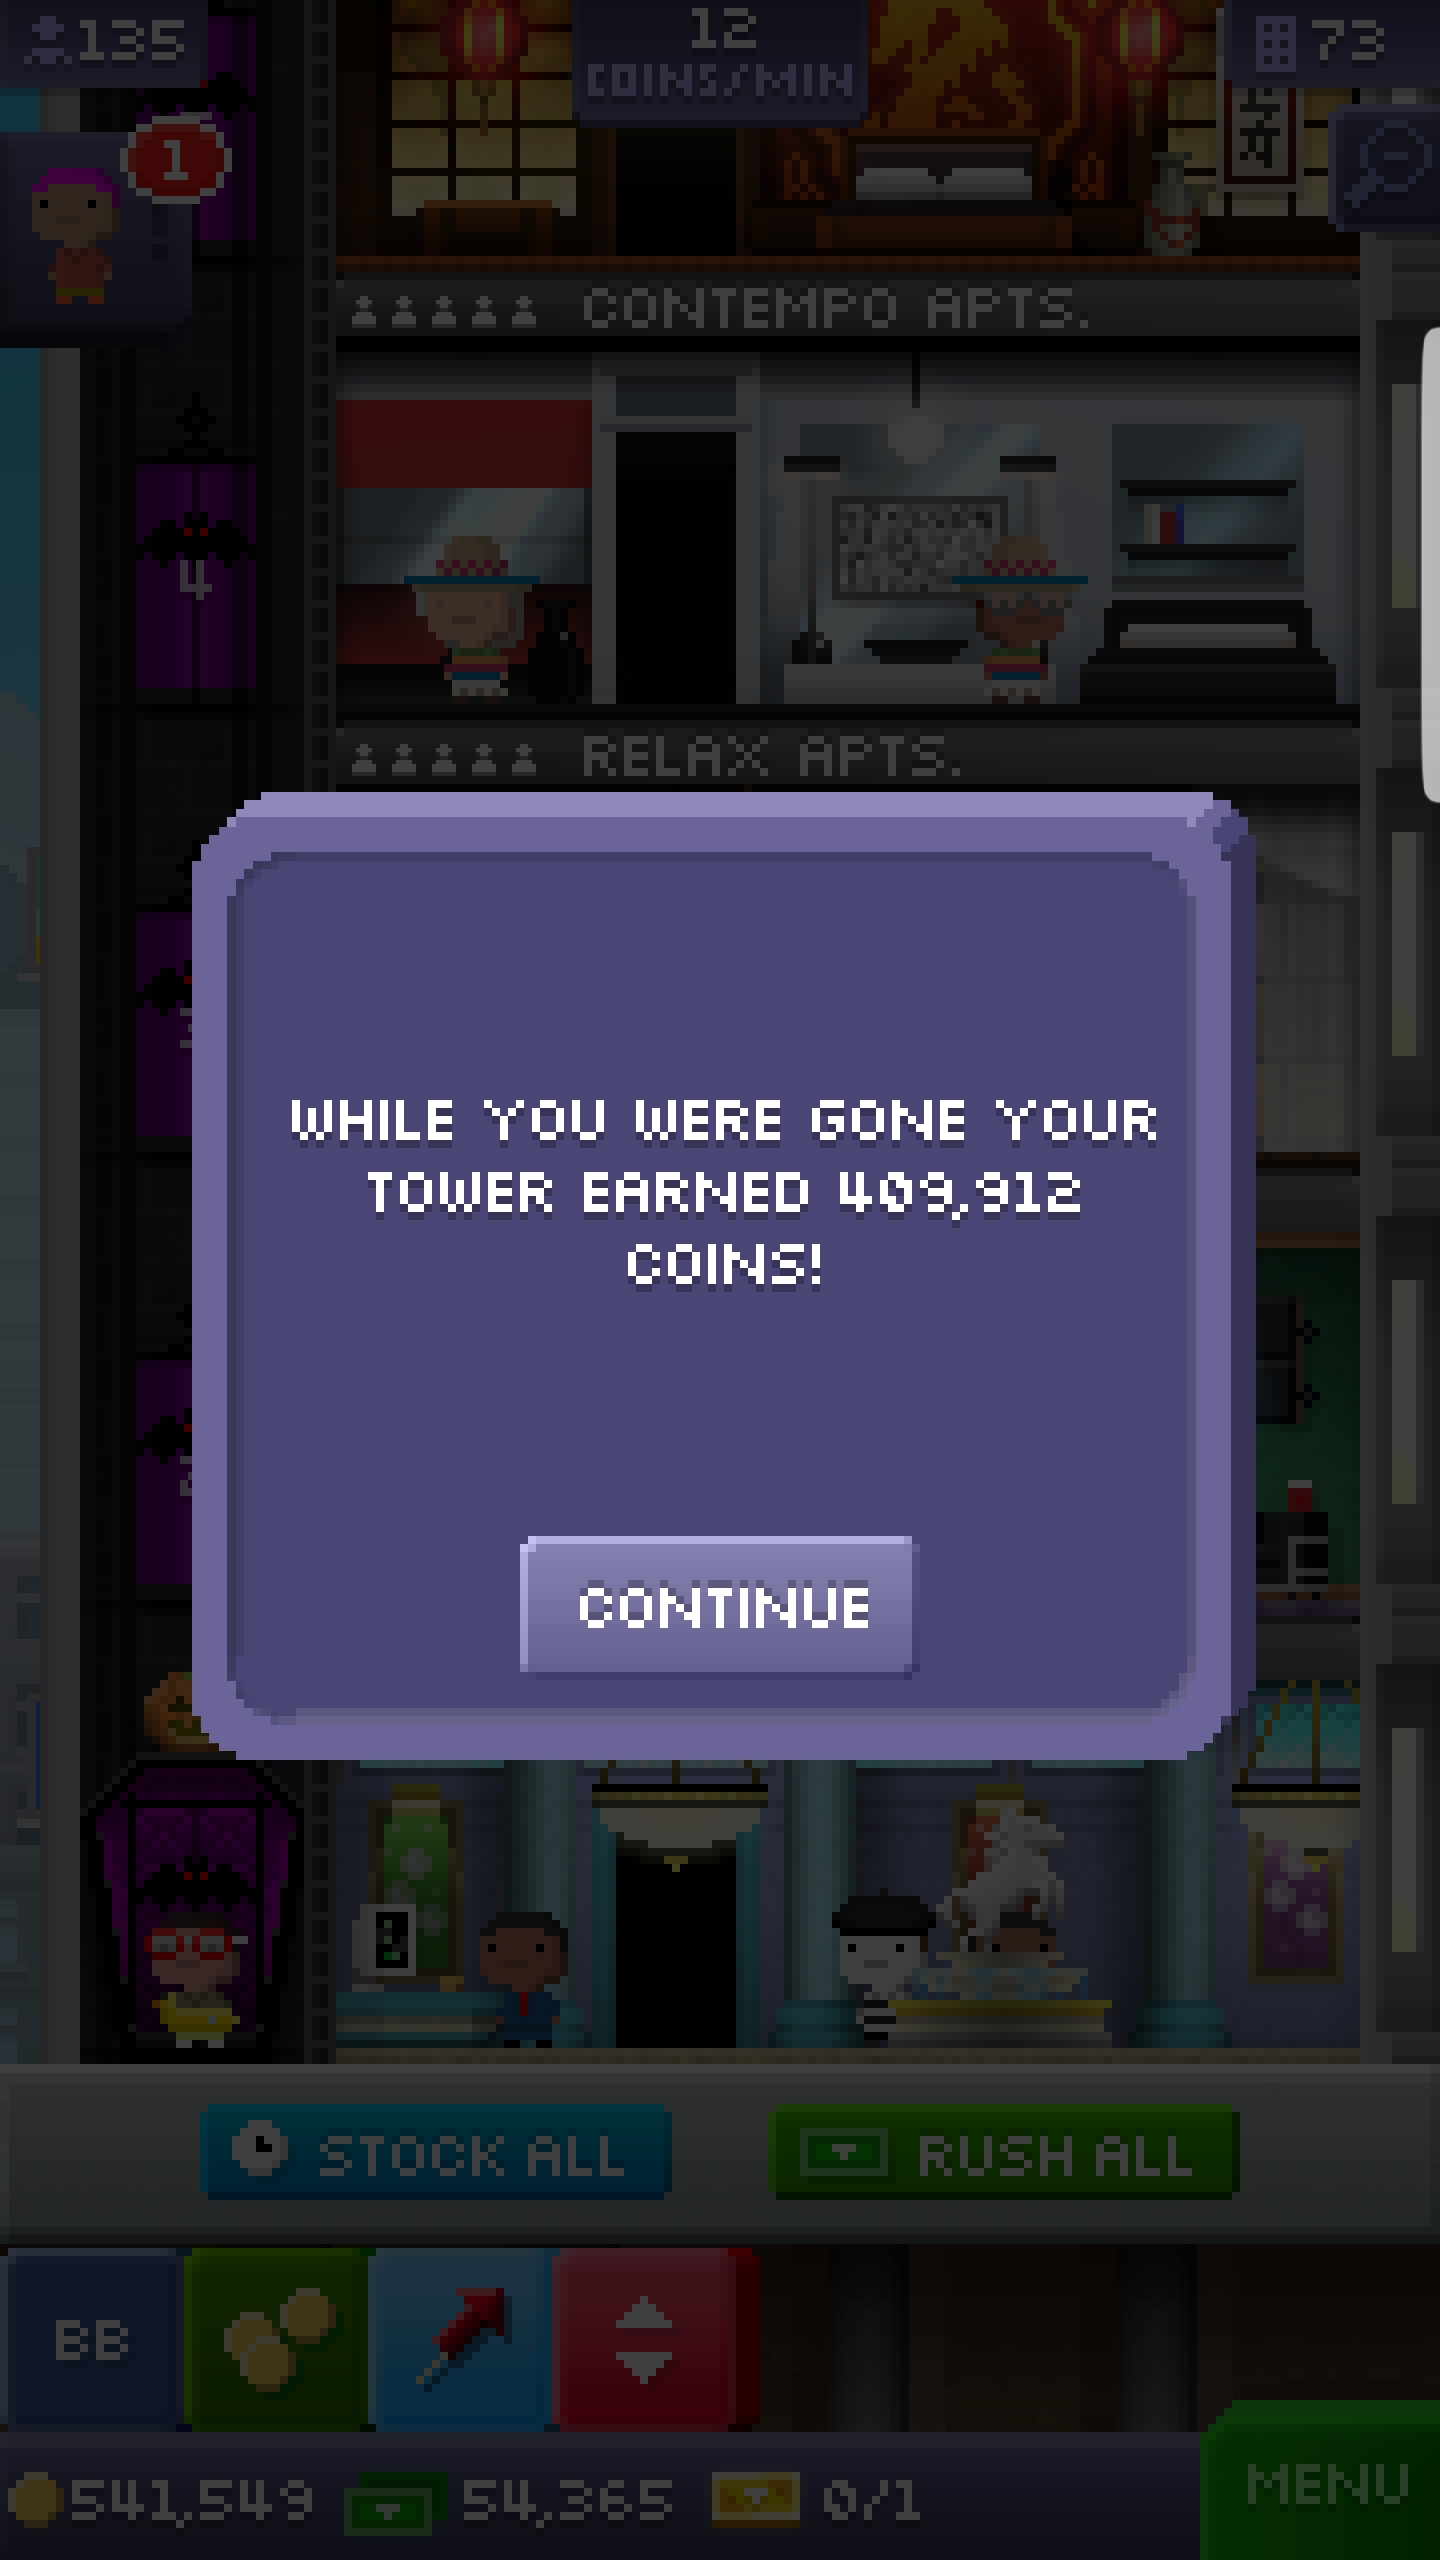 135
12
COINS/MIN
73
1
CONTEMPO APTS.
4
RELAX APTS.
WHILE YOU WERE GONE YOUR
TOWER EARNED 409,912
COINS!
CONTINUE
STOCK ALL
RUSH ALL
BB
541,549
54,365
0/1
MENU